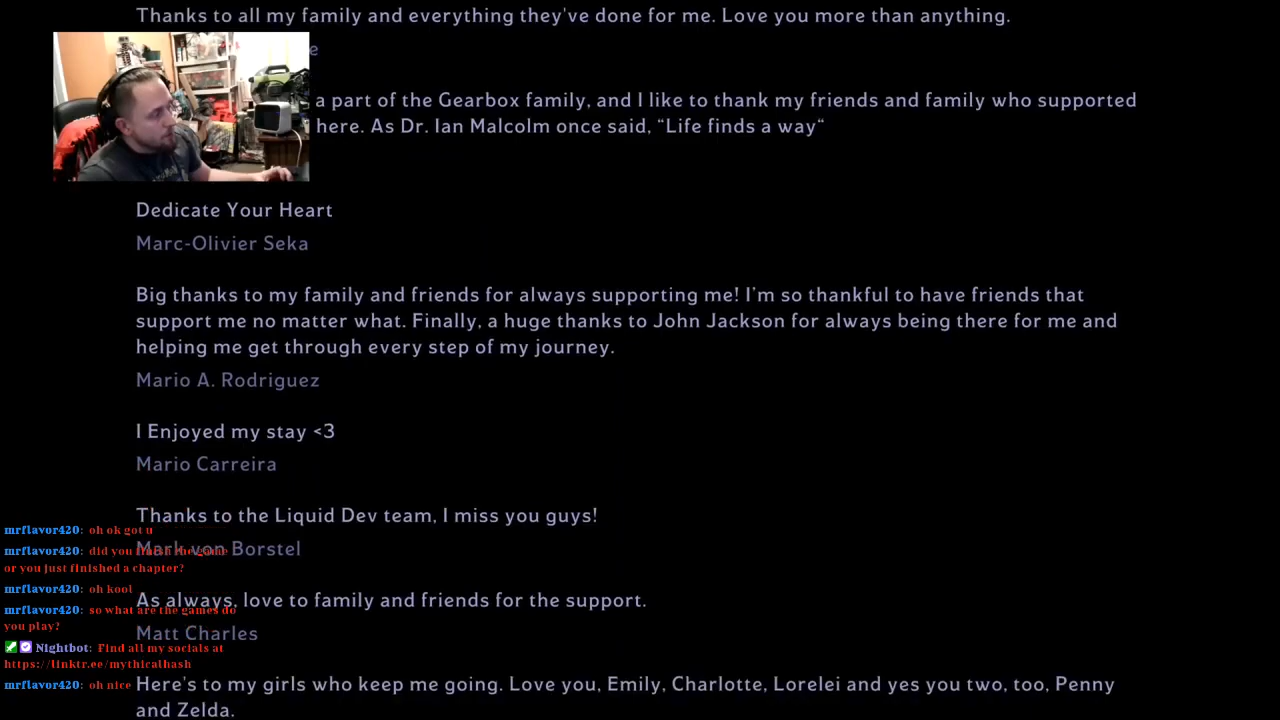 Thanks to all my family and everything they've done for me. Love you more than anything.
e
a part of the Gearbox family, and I like to thank my friends and family who supported
here. As Dr. Ian Malcolm once said, “Life finds a way“
Dedicate Your Heart
Marc-Olivier Seka
Big thanks to my family and friends for always supporting me! I'm so thankful to have friends that
support me no matter what. Finally, a huge thanks to John Jackson for always being there for me and
helping me get through every step of my journey.
Mario A. Rodriguez
I Enjoyed my stay <3
Mario Carreira
Thanks to the Liquid Dev team, I miss you guys!
Mark von Borstel
As always, love to family and friends for the support.
Matt Charles
Here's to my girls who keep me going. Love you, Emily, Charlotte, Lorelei and yes you two, too, Penny
and Zelda.
mrflavor420: oh ok got u
mrflavor420: did you finish the game
or you just finished a chapter?
mrflavor420: oh kool
mrflavor420: so what are the games do
you play?
Nightbot: Find all my socials at
https://linktr.ee/mythicalhash
mrflavor420: oh nice